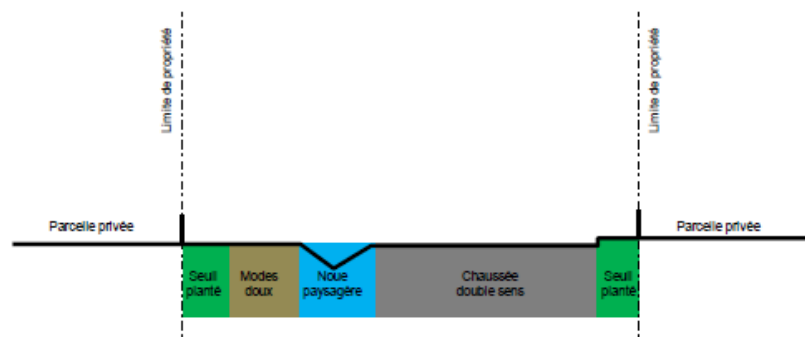 Limite de propriété
Limite de propriété
Parcelle privée
Parcelle privée
Seuil
planté
Modes
doux
Noue
paysagère
Chaussée
double sens
Seuil
planté